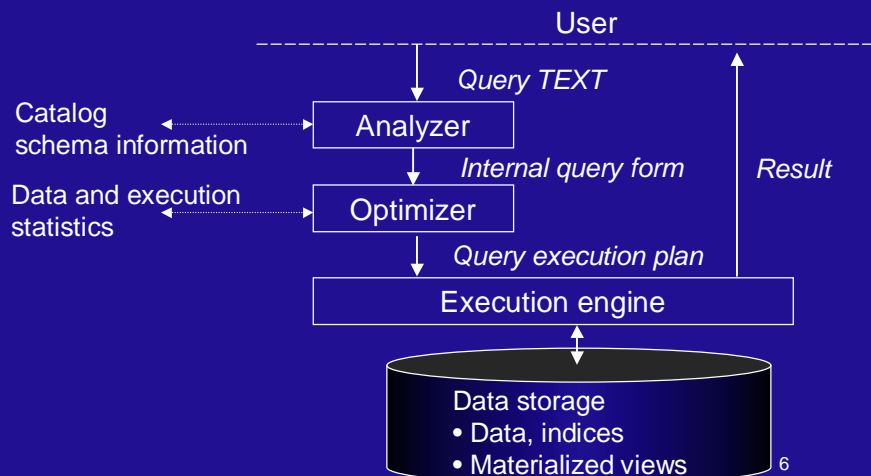 User
Query TEXT
Catalog
schema information
Analyzer
Internal query form
Result
Data and execution
statistics
Optimizer
Query execution plan
Execution engine
Data storage
• Data, indices
• Materialized views
6